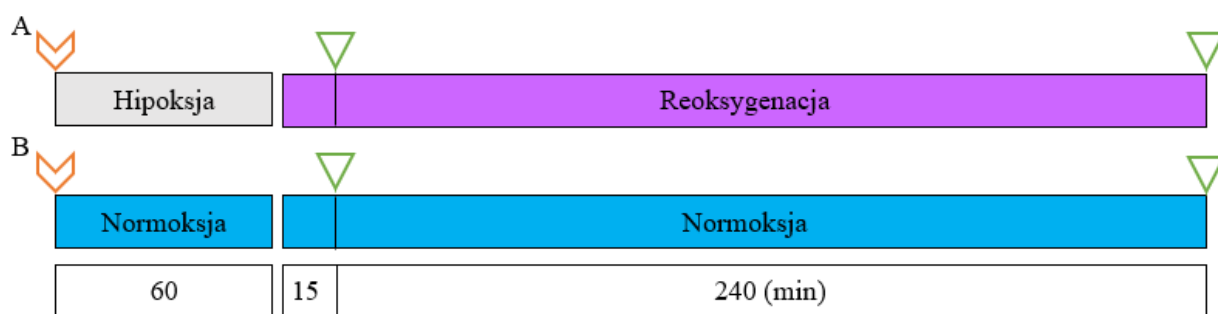 A
Hipoksja Reoksygenacja
B
Normoksja Normoksja
60 15 240 (min)